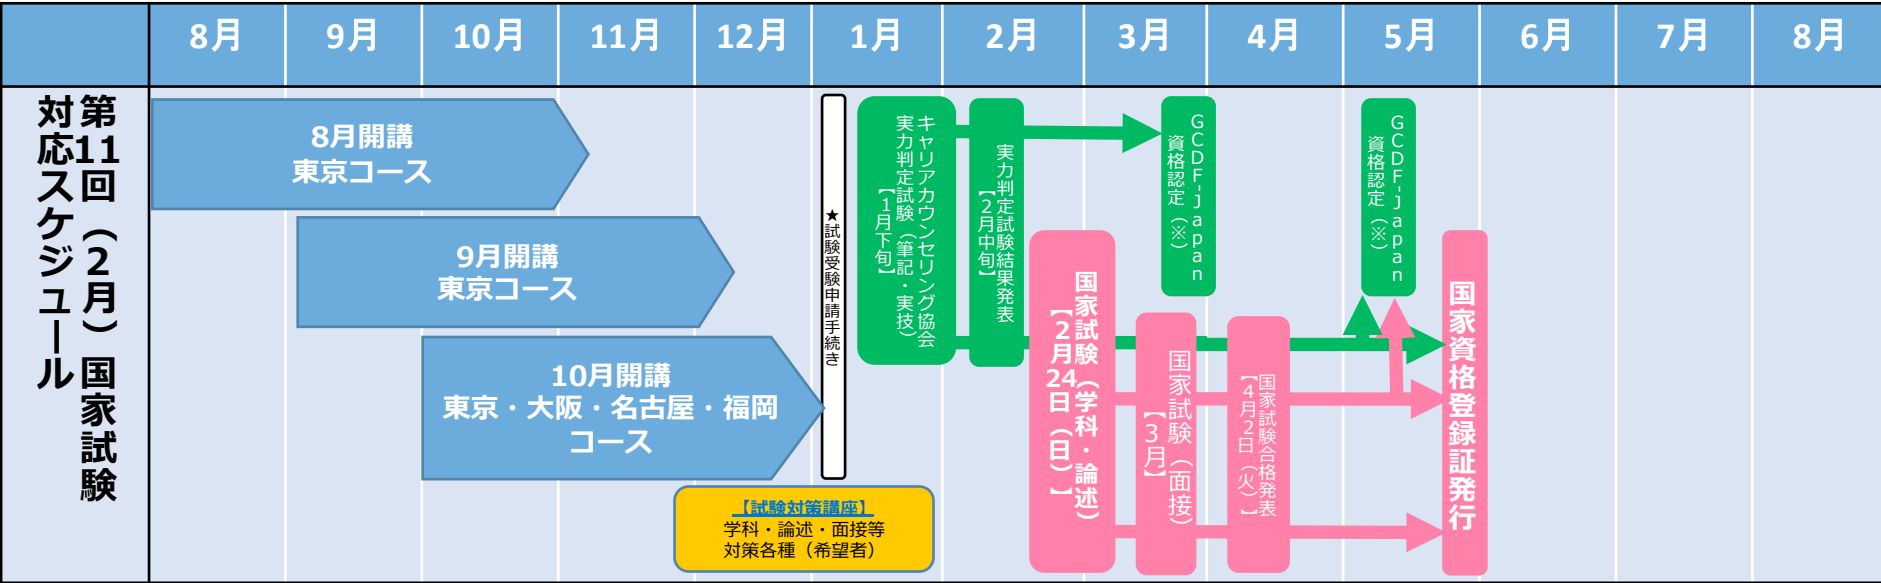 8月
9月
10月
11月
12月
1月
2月
3月
4月
5月
6月
7月
8月
第11回（2月）国家試験
対応スケジュール
8月開講
東京コース
9月開講
東京コース
10月開講
東京・大阪・名古屋・福岡
コース
【試験対策講座】
学科・論述・面接等
対策各種（希望者）
★試験受験申請手続き
キャリアカウンセリング協会
実力判定試験（筆記・実技）
【1月下旬】
実力判定試験結果発表
【2月中旬】
国家試験（学科・論述）
【2月24日（日）】
国家試験（面接）
【3月】
GCDF-Japan
資格認定（※）
国家試験合格発表
【4月2日（火）】
GCDF-Japan
資格認定（※）
国家資格登録証発行